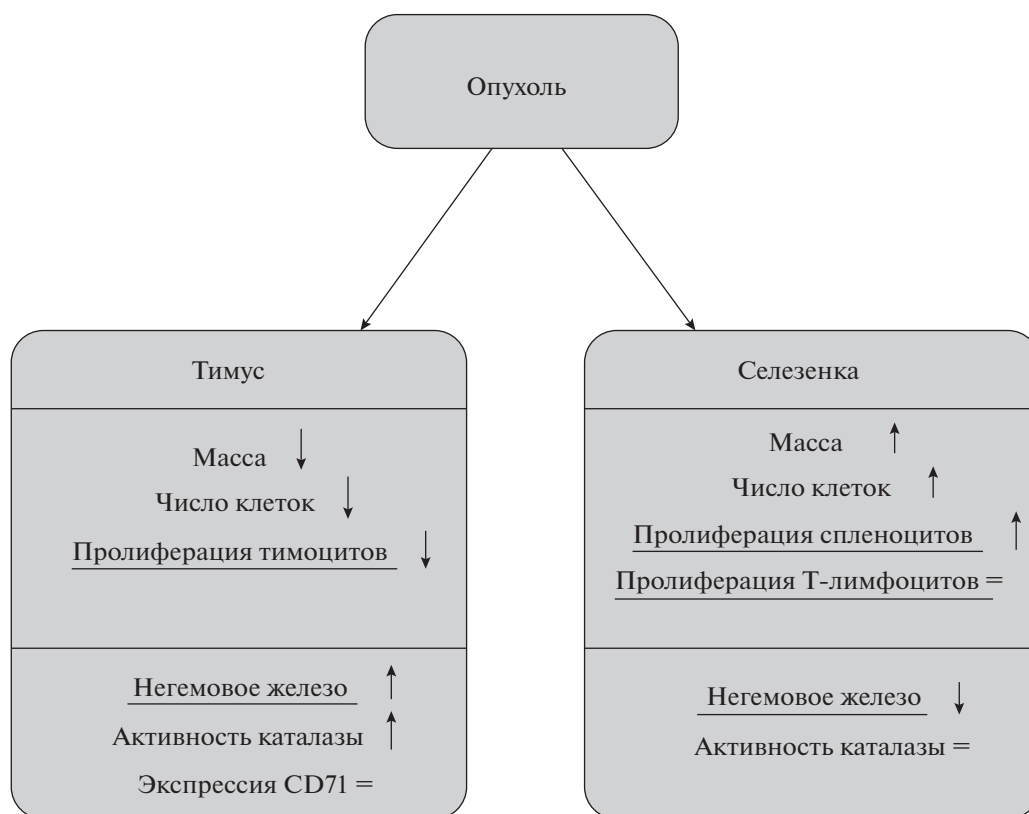 Опухоль
Тимус
Масса ↓
Число клеток ↓
Пролиферация тимоцитов ↓
Негемовое железо ↑
Активность каталазы ↑
Экспрессия CD71 =
Селезенка
Масса ↑
Число клеток ↑
Пролиферация спленоцитов ↑
Пролиферация Т-лимфоцитов =
Негемовое железо ↓
Активность каталазы =